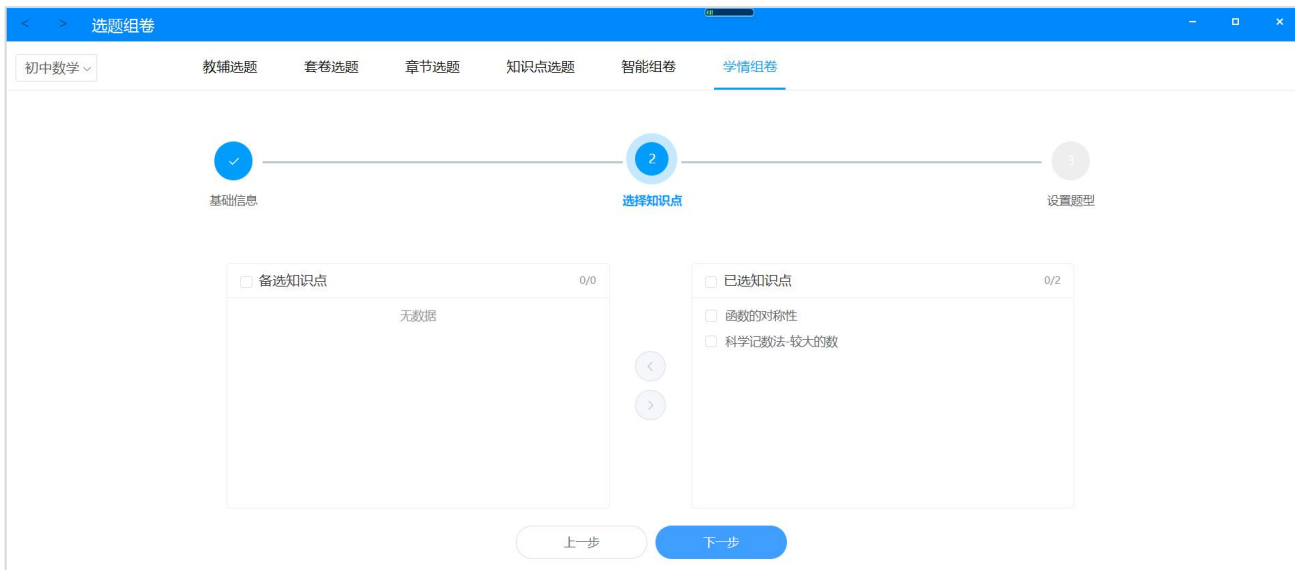 < > 选题组卷
初中数学 教辅选题 套卷选题 章节选题 知识点选题 智能组卷 学情组卷
2 3
基础信息 选择知识点 设置题型
备选知识点 0/0 已选知识点 0/2
无数据 函数的对称性
科学记数法-较大的数
上一步 下一步